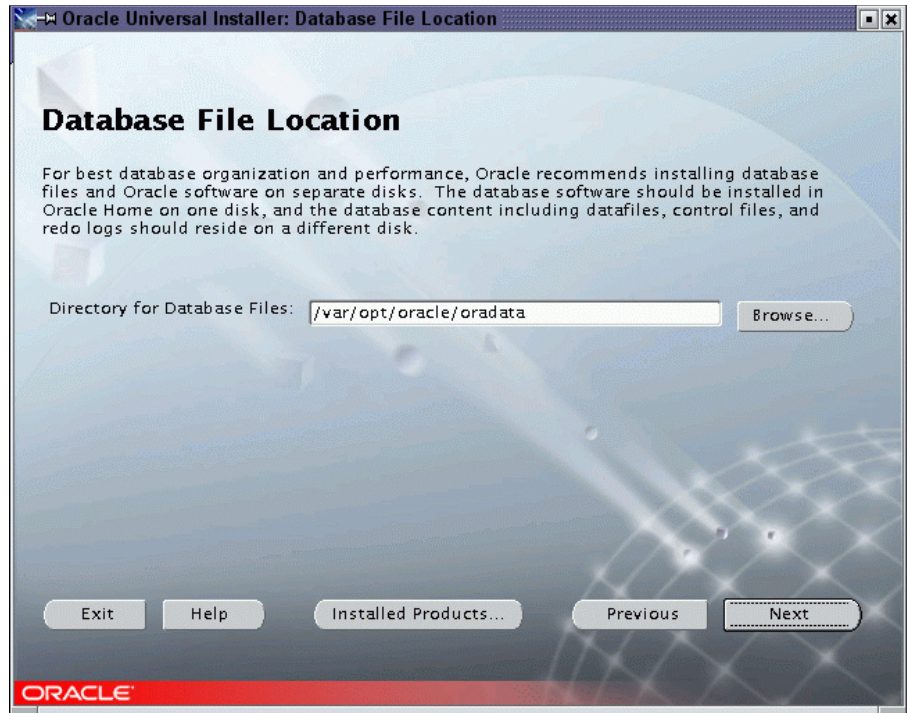 Oracle Universal Installer: Database File Location
Database File Location
For best database organization and performance, Oracle recommends installing database
files and Oracle software on separate disks. The database software should be installed in
Oracle Home on one disk, and the database content including datafiles, control files, and
redo logs should reside on a different disk.
Directory for Database Files: /var/opt/oracle/oradata Browse...
Exit Help Installed Products... Previous Next
ORACLE